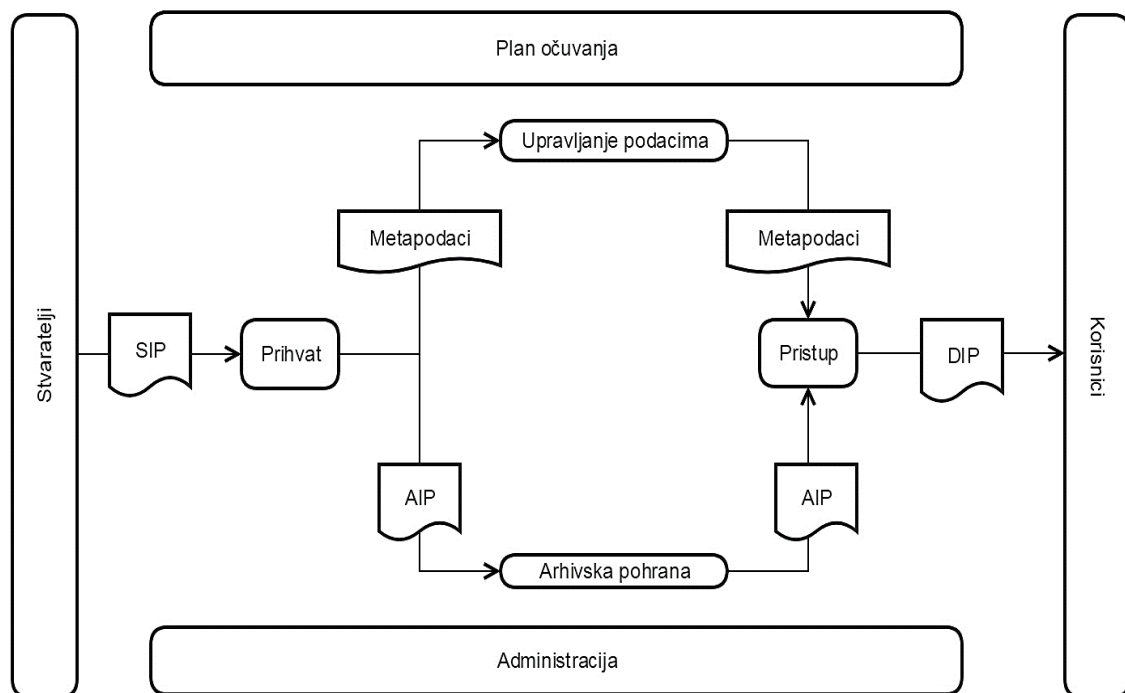 Plan očuvanja
Upravljanje podacima
Metapodaci
Metapodaci
Stvaratelji
SIP
Prihvat
Pristup
DIP
Korisnici
AIP
AIP
Arhivska pohrana
Administracija